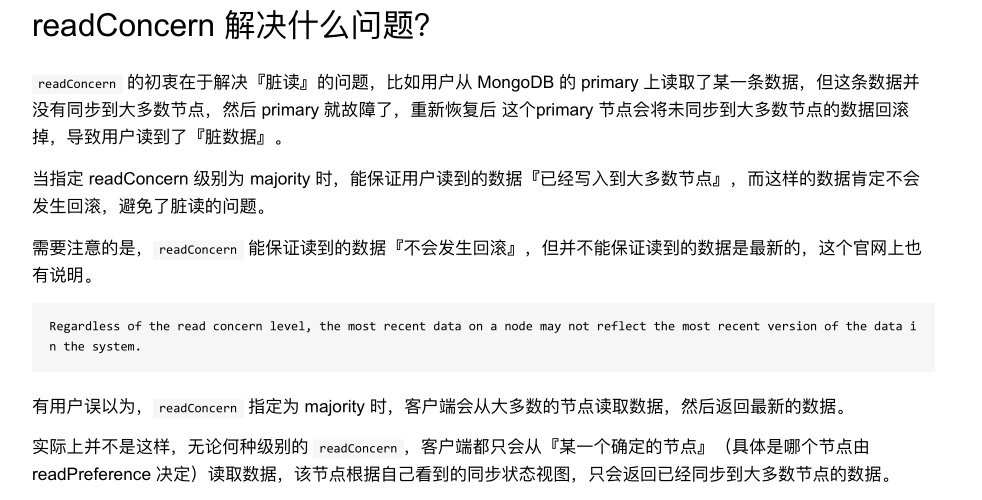 readConcern 解决什么问题?
readConcern 的初衷在于解决『脏读』的问题，比如用户从 MongoDB 的 primary 上读取了某一条数据，但这条数据并
没有同步到大多数节点，然后 primary 就故障了，重新恢复后 这个primary 节点会将未同步到大多数节点的数据回滚
掉，导致用户读到了『脏数据』。
当指定 readConcern 级别为 majority 时，能保证用户读到的数据『已经写入到大多数节点』，而这样的数据肯定不会
发生回滚，避免了脏读的问题。
需要注意的是， readConcern 能保证读到的数据『不会发生回滚』，但并不能保证读到的数据是最新的，这个官网上也
有说明。
Regardless of the read concern level, the most recent data on a node may not reflect the most recent version of the data i
n the system.
有用户误以为， readConcern 指定为 majority 时，客户端会从大多数的节点读取数据，然后返回最新的数据。
实际上并不是这样，无论何种级别的 readConcern ，客户端都只会从『某一个确定的节点』（具体是哪个节点由
readPreference 决定）读取数据，该节点根据自己看到的同步状态视图，只会返回已经同步到大多数节点的数据。